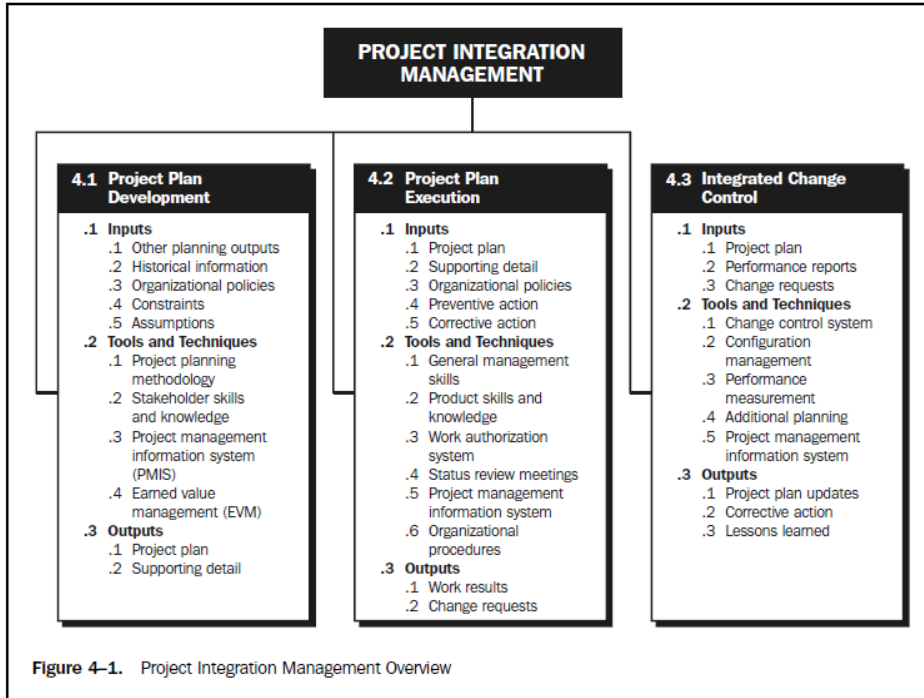 PROJECT INTEGRATION
MANAGEMENT
4.1 Project Plan
Development
.1 Inputs
.1 Other planning outputs
.2 Historical information
.3 Organizational policies
.4 Constraints
.5 Assumptions
.2 Tools and Techniques
.1 Project planning
methodology
.2 Stakeholder skills
and knowledge
.3 Project management
information system
(PMIS)
.4 Earned value
management (EVM)
.3 Outputs
.1 Project plan
.2 Supporting detail
4.2 Project Plan
Execution
.1 Inputs
.1 Project plan
.2 Supporting detail
.3 Organizational policies
.4 Preventive action
.5 Corrective action
.2 Tools and Techniques
.1 General management
skills
.2 Product skills and
knowledge
.3 Work authorization
system
.4 Status review meetings
.5 Project management
information system
.6 Organizational
procedures
.3 Outputs
.1 Work results
.2 Change requests
4.3 Integrated Change
Control
.1 Inputs
.1 Project plan
.2 Performance reports
.3 Change requests
.2 Tools and Techniques
.1 Change control system
.2 Configuration
management
.3 Performance
measurement
.4 Additional planning
.5 Project management
information system
.3 Outputs
.1 Project plan updates
.2 Corrective action
.3 Lessons learned
Figure 4–1. Project Integration Management Overview